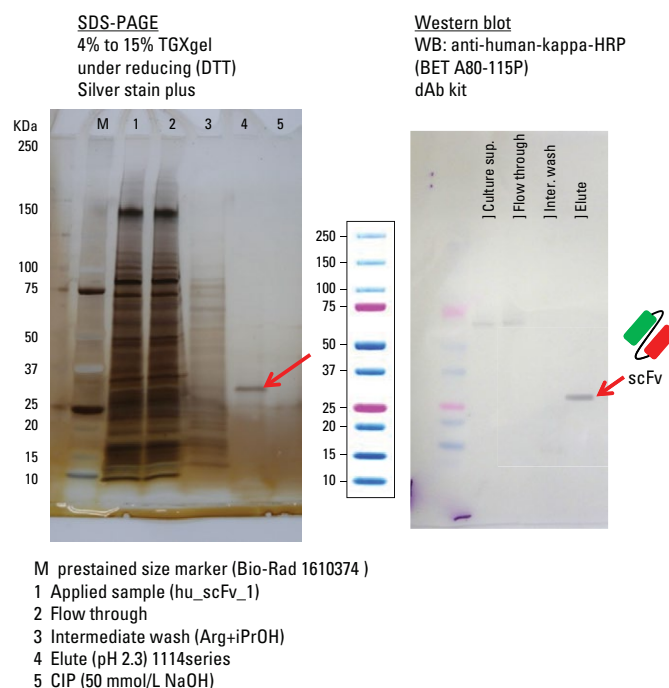 SDS-PAGE
4% to 15% TGXgel
under reducing (DTT)
Silver stain plus
Western blot
WB: anti-human-kappa-HRP
(BET A80-115P)
dAb kit
KDa
M 1 2 3 4 5
250
150
100
75
50
37
25
20
15
10
250
150
100
75
50
37
25
20
15
10
] Culture sup.
] Flow through
] Inter. wash
] Elute
scFv
M prestained size marker (Bio-Rad 1610374 )
1 Applied sample (hu_scFv_1)
2 Flow through
3 Intermediate wash (Arg+iPrOH)
4 Elute (pH 2.3) 1114series
5 CIP (50 mmol/L NaOH)